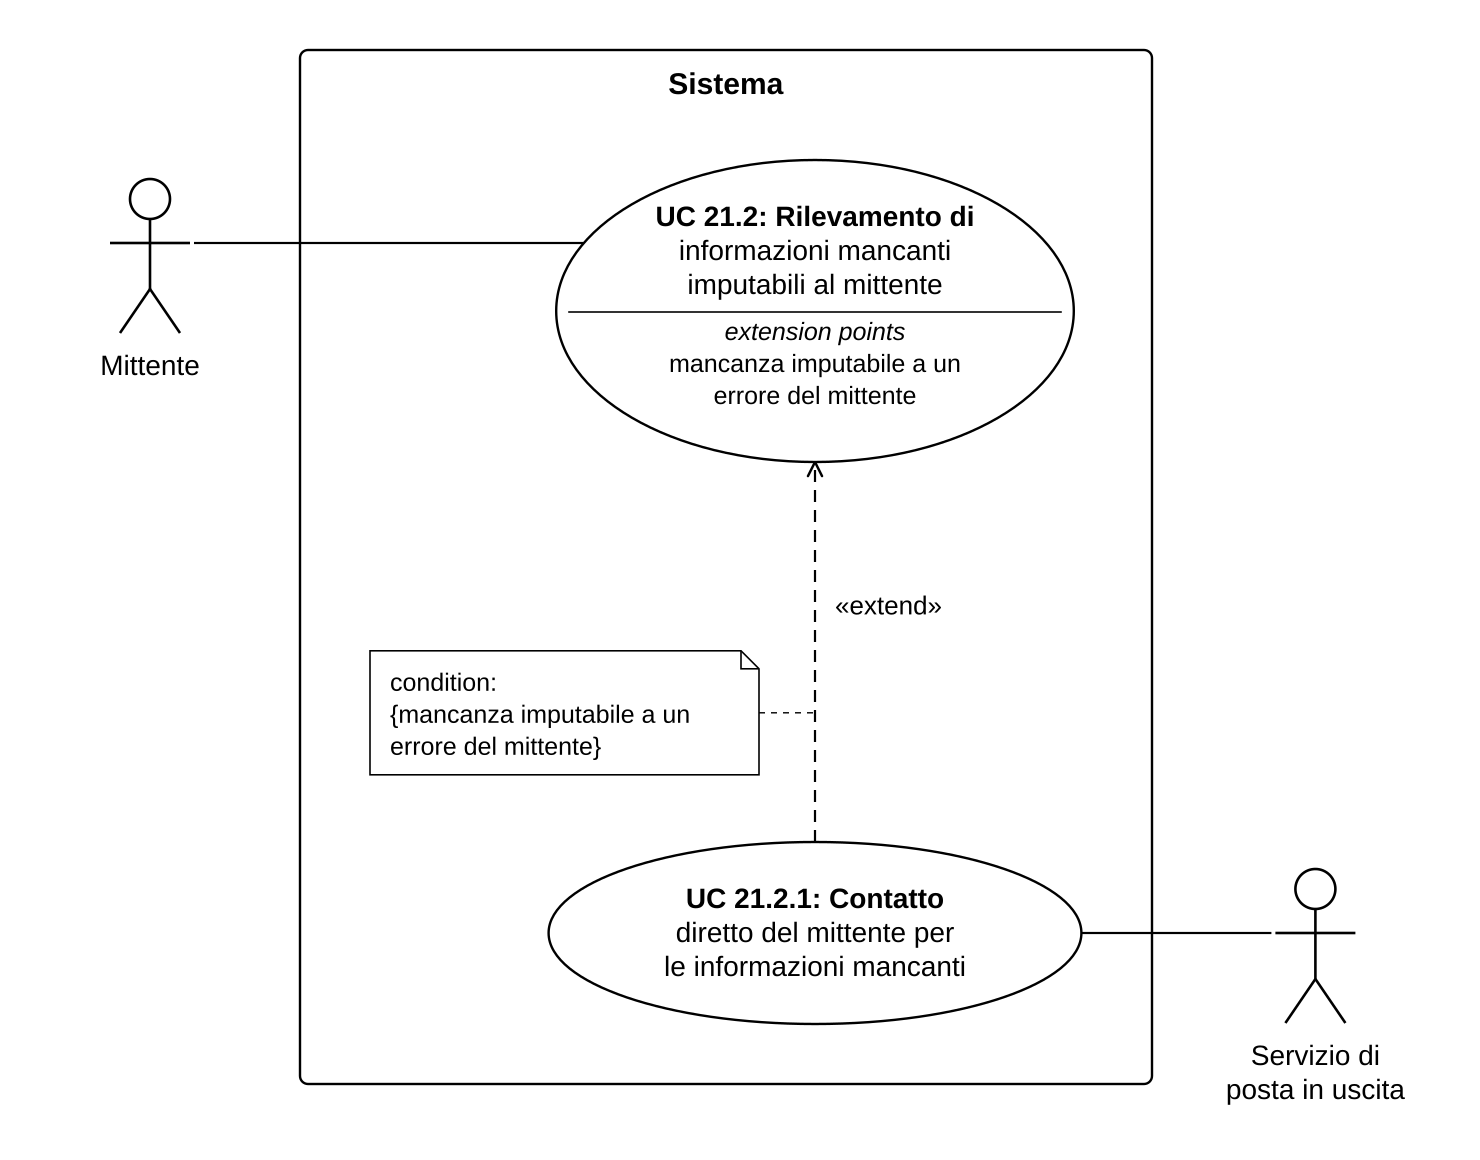 Sistema
UC 21.2: Rilevamento di
informazioni mancanti
imputabili al mittente
extension points
mancanza imputabile a un
errore del mittente
Mittente
«extend»
condition:
{mancanza imputabile a un
errore del mittente}
UC 21.2.1: Contatto
diretto del mittente per
le informazioni mancanti
Servizio di
posta in uscita